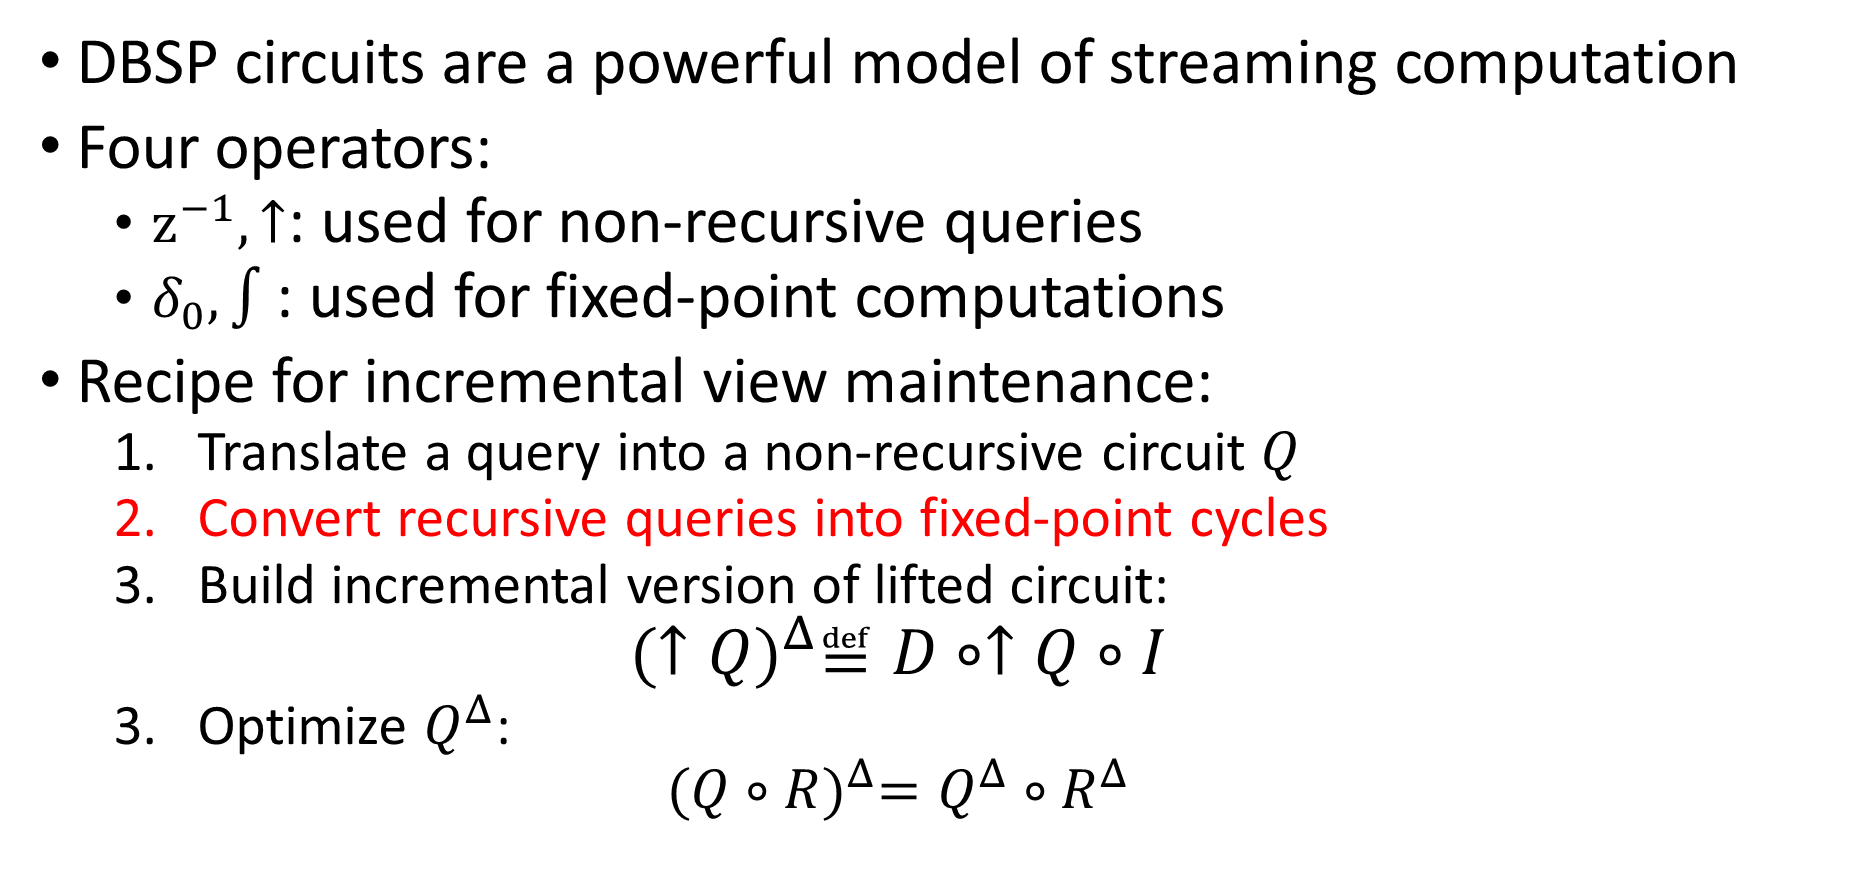 • DBSP circuits are a powerful model of streaming computation
• Four operators:
• z⁻¹, ↑: used for non-recursive queries
• δ₀, ∫ : used for fixed-point computations
• Recipe for incremental view maintenance:
1. Translate a query into a non-recursive circuit Q
2. Convert recursive queries into fixed-point cycles
3. Build incremental version of lifted circuit:
(↑ Q)^Δ ≝ D ∘↑ Q ∘ I
3. Optimize Q^Δ:
(Q ∘ R)^Δ = Q^Δ ∘ R^Δ